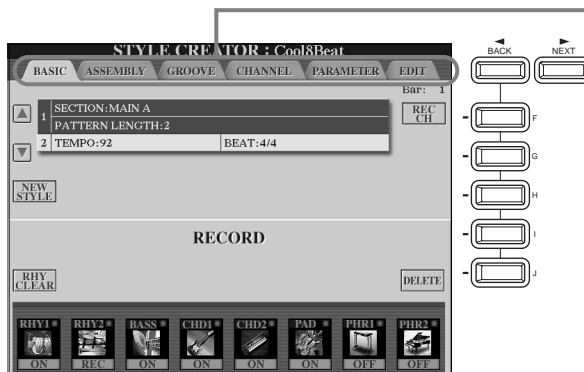 STYLE CREATOR : Cool8Beat
BASIC ASSEMBLY GROOVE CHANNEL PARAMETER EDIT
BACK NEXT
Bar: 1
1 SECTION:MAIN A
PATTERN LENGTH:2
REC CH
2 TEMPO:92 BEAT:4/4
NEW STYLE
F
G
H
I
J
RECORD
RHY CLEAR
DELETE
RHY1 RHY2 BASS CHD1 CHD2 PAD PHR1 PHR2
ON REC ON ON ON ON OFF OFF